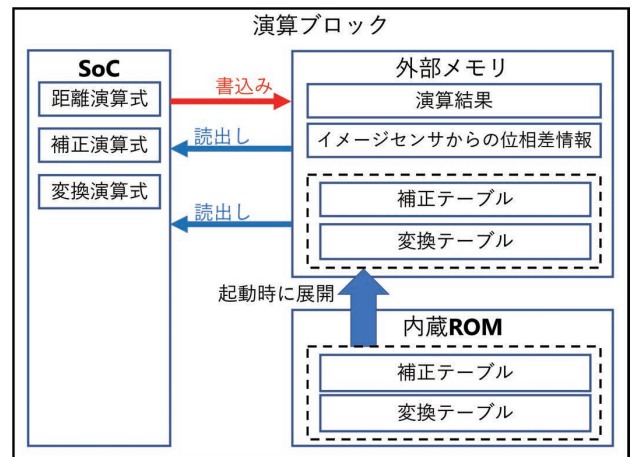 演算ブロック
SoC
距離演算式
補正演算式
変換演算式
書込み
読出し
読出し
外部メモリ
演算結果
イメージセンサからの位相差情報
補正テーブル
変換テーブル
起動時に展開
内蔵ROM
補正テーブル
変換テーブル